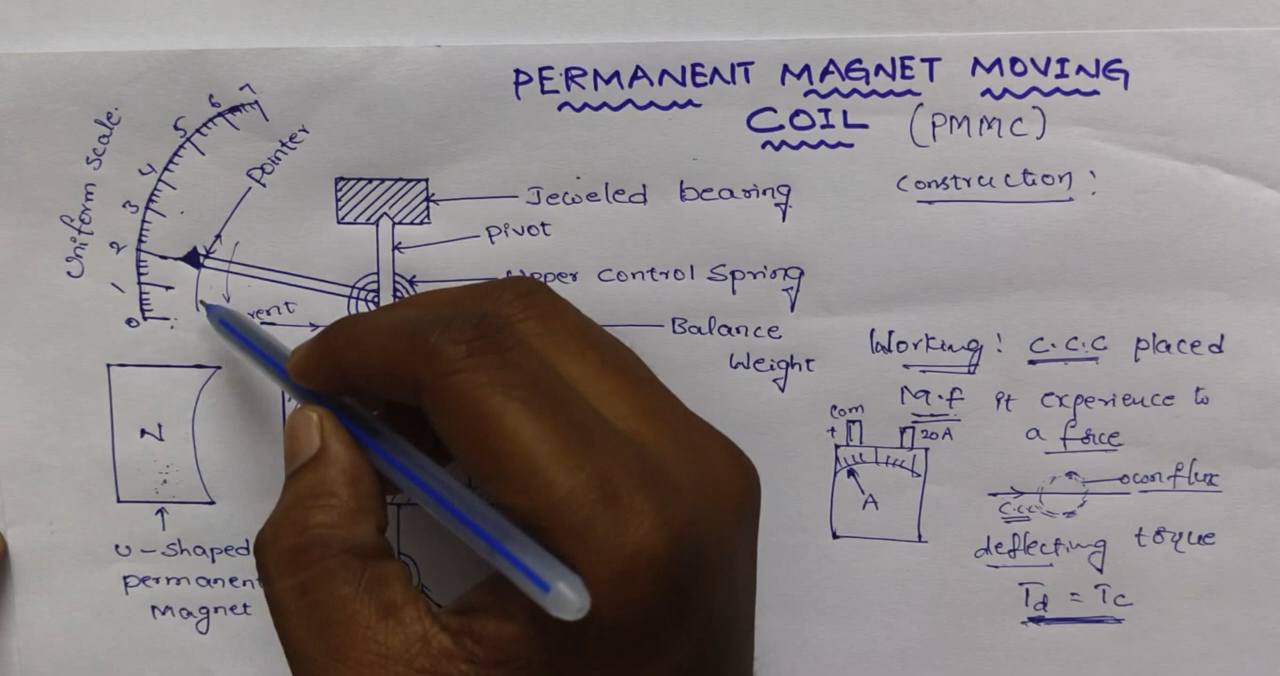 PERMANENT MAGNET MOVING
COIL (PMMC)
Construction:
Uniform scale.
0 1 2 3 4 5 6 7
Pointer
Jeweled bearing
pivot
Upper Control Spring
Balance
Weight
N
U-shaped
permanent
Magnet
Working: C.C.C placed
M.f it experience to
a force
com
+
20A
A
own flux
C.C.C
deflecting torque
Td = Tc